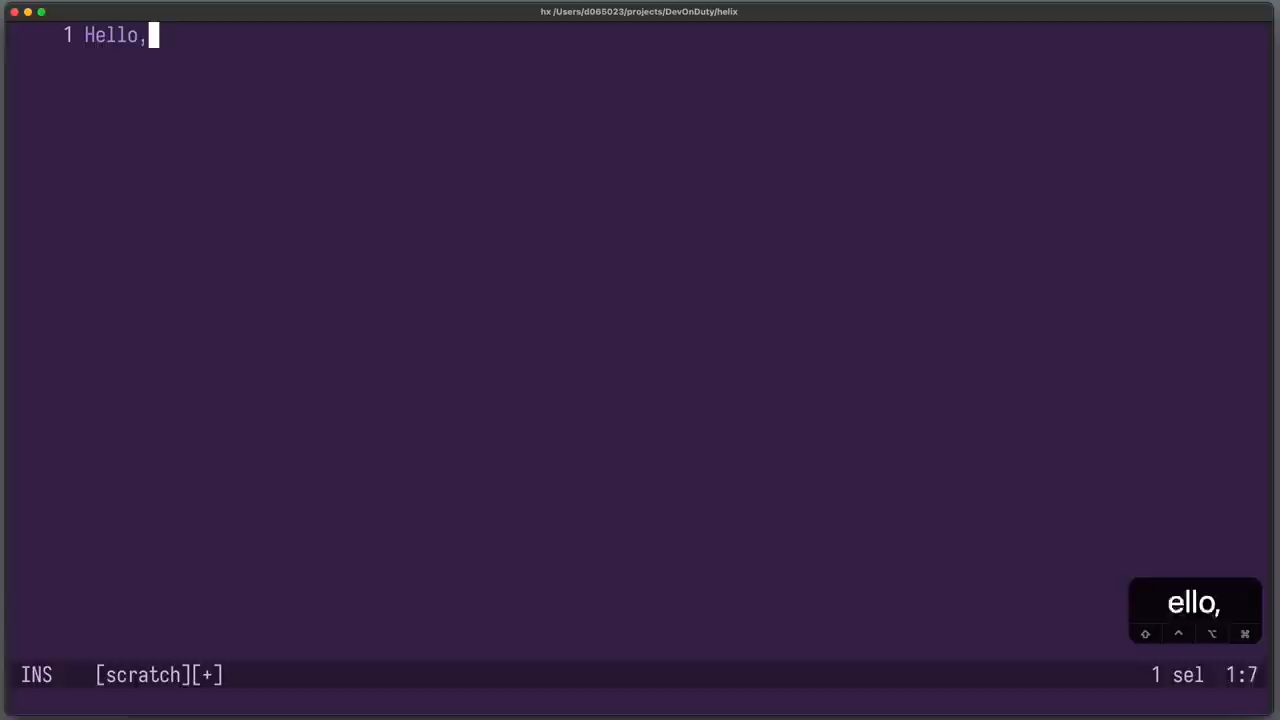 hx /Users/d065023/projects/DevOnDuty/helix
1 Hello,
ello,
⇧ ^ ⌥ ⌘
INS [scratch][+] 1 sel 1:7